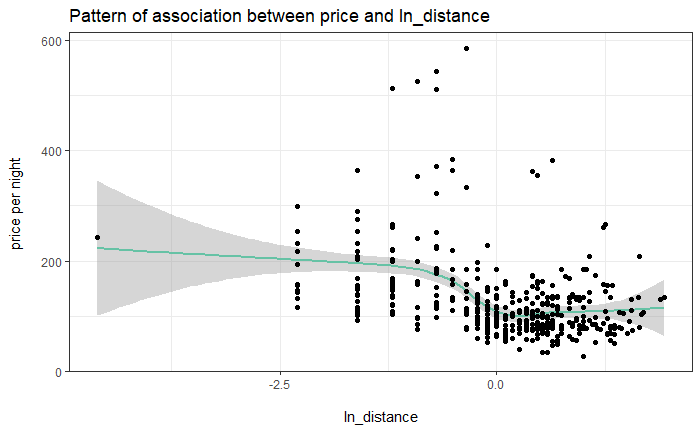 Pattern of association between price and ln_distance
600
400
200
0
price per night
-2.5
0.0
ln_distance